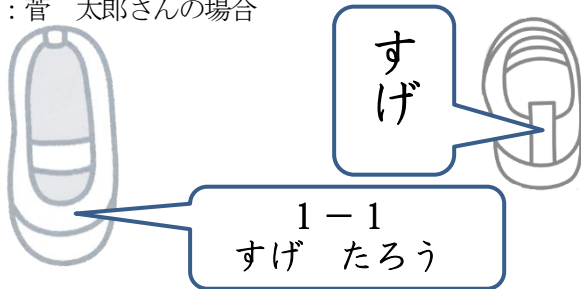 ：菅　太郎さんの場合
すげ
１－１
すげ　たろう